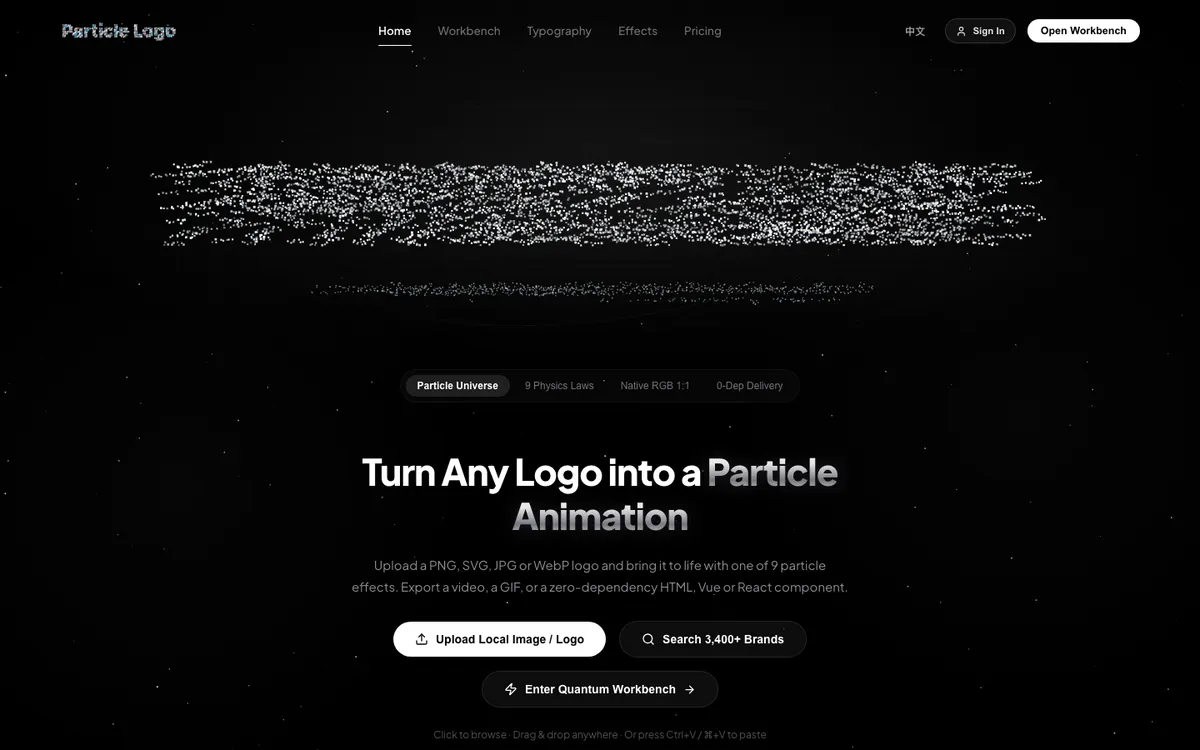 Particle Logo
Home
Workbench
Typography
Effects
Pricing
中文
Sign In
Open Workbench
Particle Universe
9 Physics Laws
Native RGB 1:1
0-Dep Delivery
Turn Any Logo into a Particle
Animation
Upload a PNG, SVG, JPG or WebP logo and bring it to life with one of 9 particle
effects. Export a video, a GIF, or a zero-dependency HTML, Vue or React component.
Upload Local Image / Logo
Search 3,400+ Brands
Enter Quantum Workbench
Click to browse · Drag & drop anywhere · Or press Ctrl+V / ⌘+V to paste